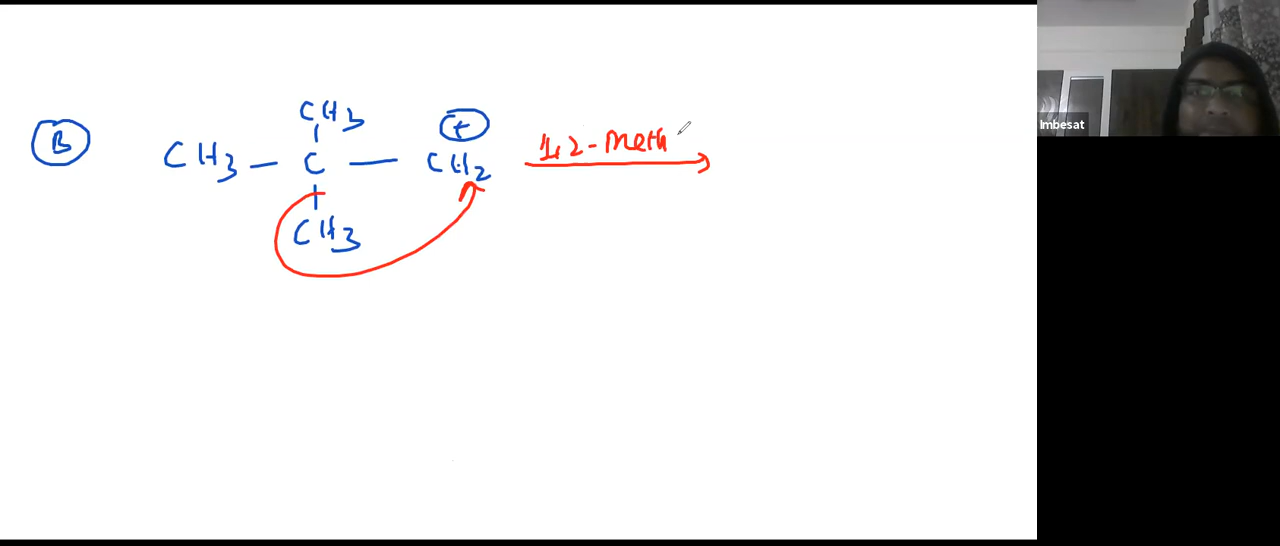 CH3
B CH3 - C — CH2 + 1,2-Meth
CH3
Imbesat